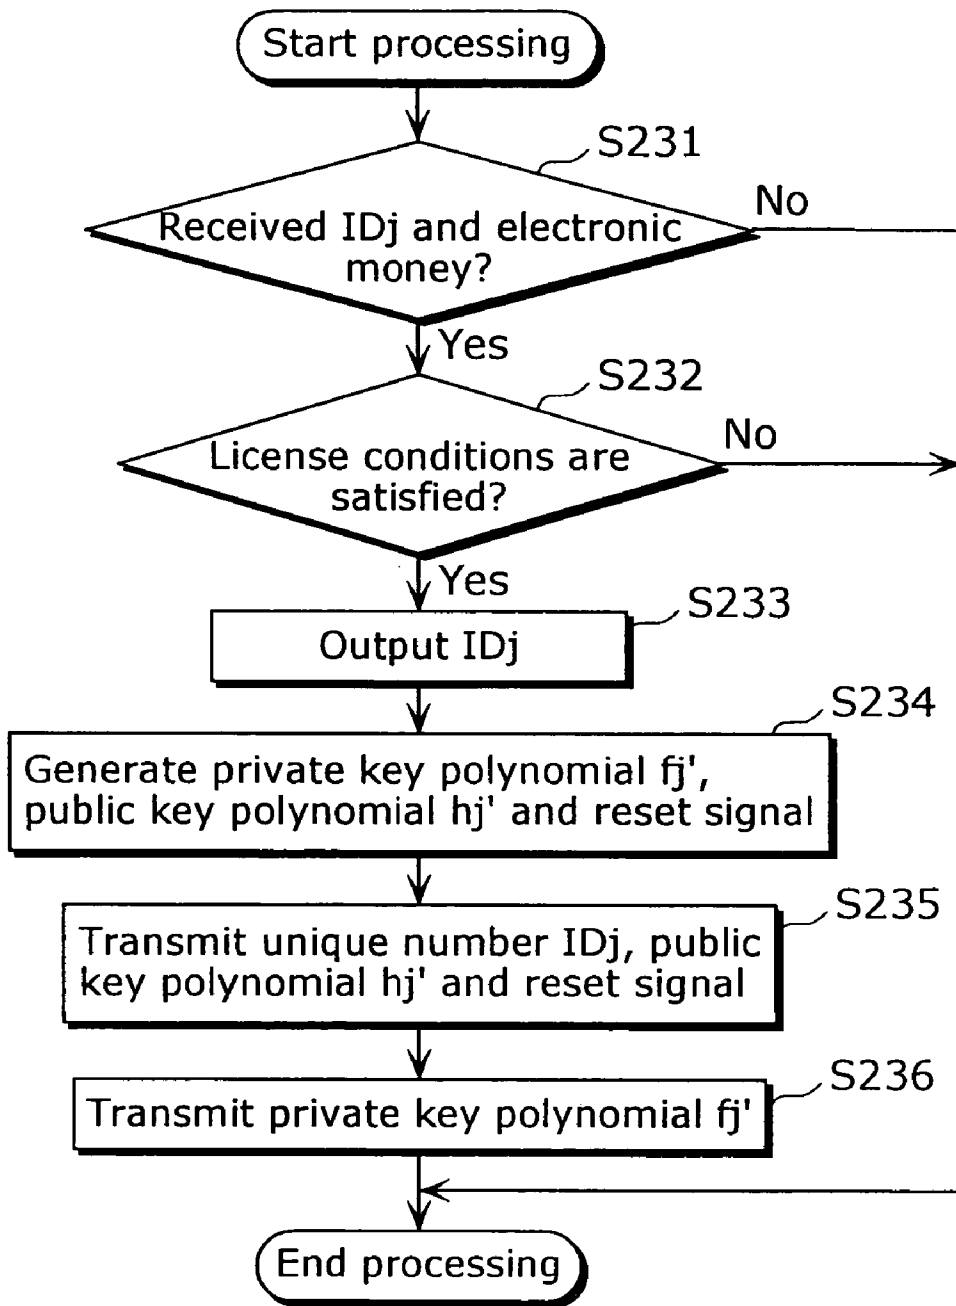 Start processing
S231
No
Received IDj and electronic
money?
Yes
S232
No
License conditions are
satisfied?
Yes
S233
Output IDj
S234
Generate private key polynomial fj',
public key polynomial hj' and reset signal
S235
Transmit unique number IDj, public
key polynomial hj' and reset signal
S236
Transmit private key polynomial fj'
End processing